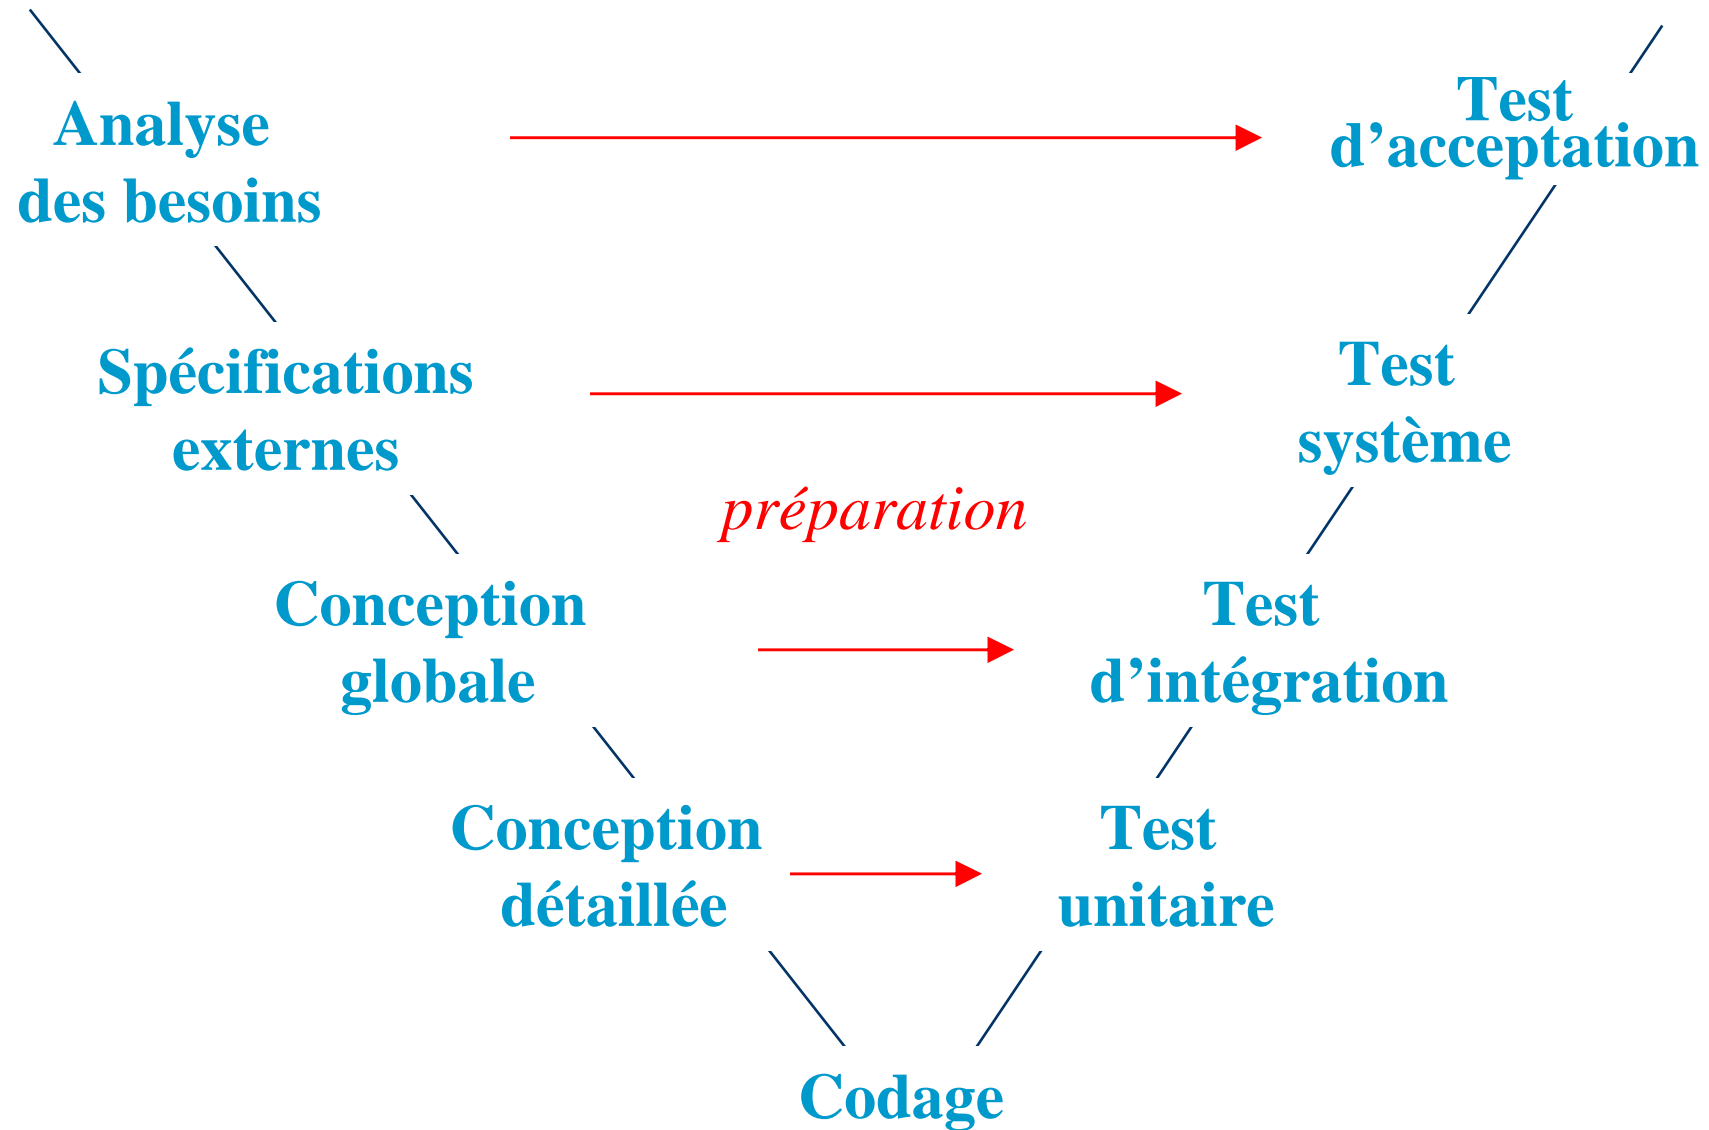 Analyse
des besoins
Test
d’acceptation
Spécifications
externes
Test
système
préparation
Conception
globale
Test
d’intégration
Conception
détaillée
Test
unitaire
Codage